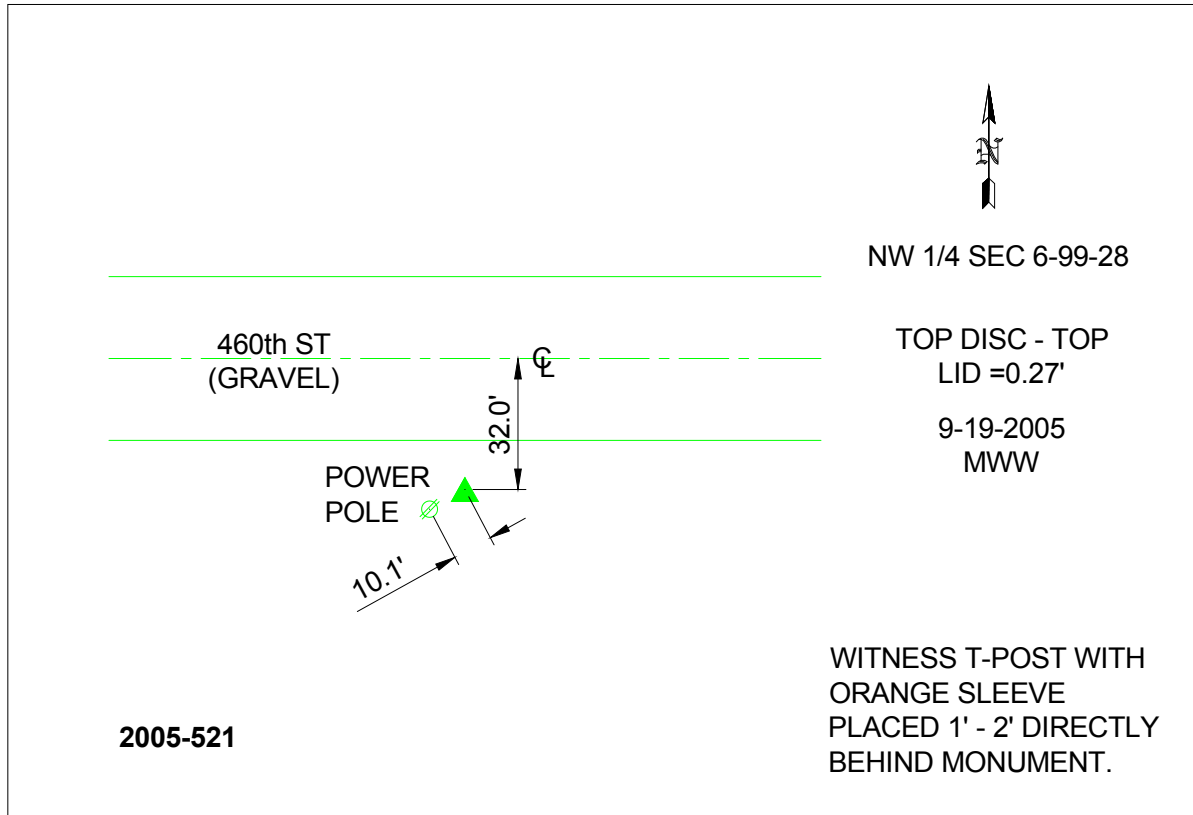 N
NW 1/4 SEC 6-99-28
460th ST
(GRAVEL)
℄
32.0'
TOP DISC - TOP
LID =0.27'
9-19-2005
MWW
POWER
POLE
10.1'
WITNESS T-POST WITH
ORANGE SLEEVE
PLACED 1' - 2' DIRECTLY
BEHIND MONUMENT.
2005-521